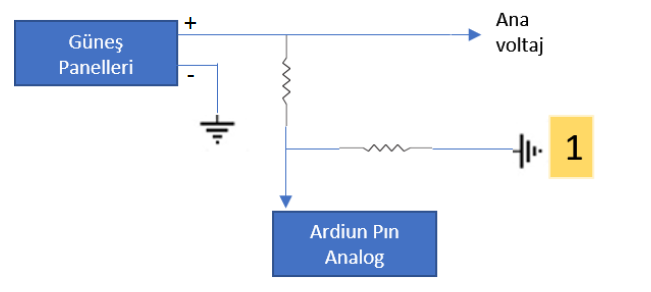 Güneş
Panelleri
+
-
Ana
voltaj
1
Ardiun Pın
Analog